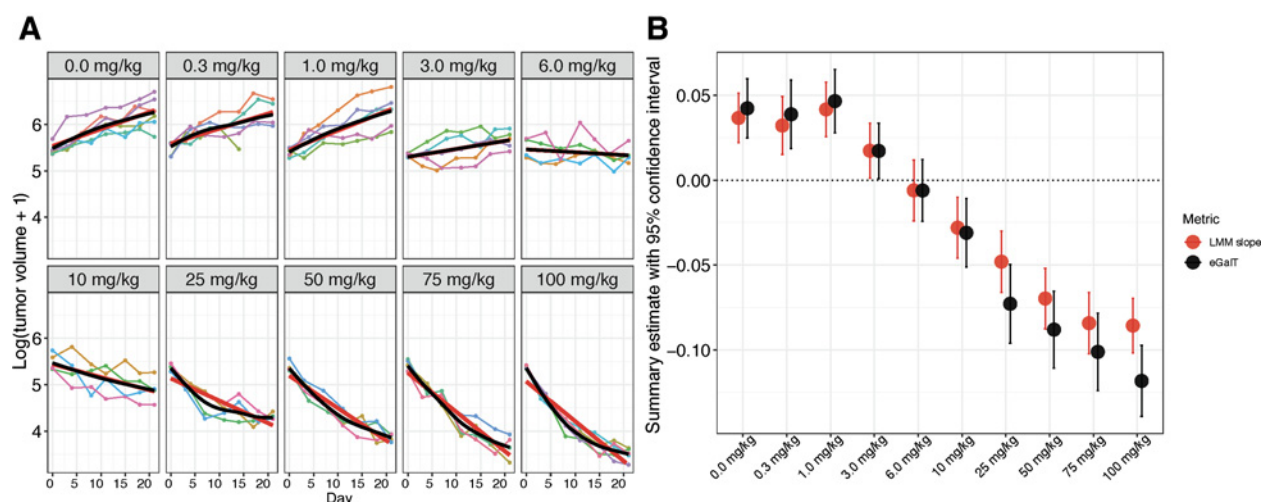 A
0.0 mg/kg 0.3 mg/kg 1.0 mg/kg 3.0 mg/kg 6.0 mg/kg
6
5
4
10 mg/kg 25 mg/kg 50 mg/kg 75 mg/kg 100 mg/kg
6
5
4
0 5 10 15 20 0 5 10 15 20 0 5 10 15 20 0 5 10 15 20 0 5 10 15 20
Log(tumor volume + 1)
Day
B
Summary estimate with 95% confidence interval
0.05
0.00
−0.05
−0.10
0.0 mg/kg
0.3 mg/kg
1.0 mg/kg
3.0 mg/kg
6.0 mg/kg
10 mg/kg
25 mg/kg
50 mg/kg
75 mg/kg
100 mg/kg
Metric
LMM slope
eGaIT